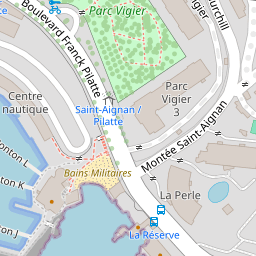 Parc Vigier
Boulevard Franck Pilatte
Vigier
Churchill
Centre
nautique
Saint-Aignan /
Pilatte
Parc
Vigier
3
Montée Saint-Aignan
Ponton L
Bains Militaires
Ponton K
La Perle
Ponton J
La Réserve